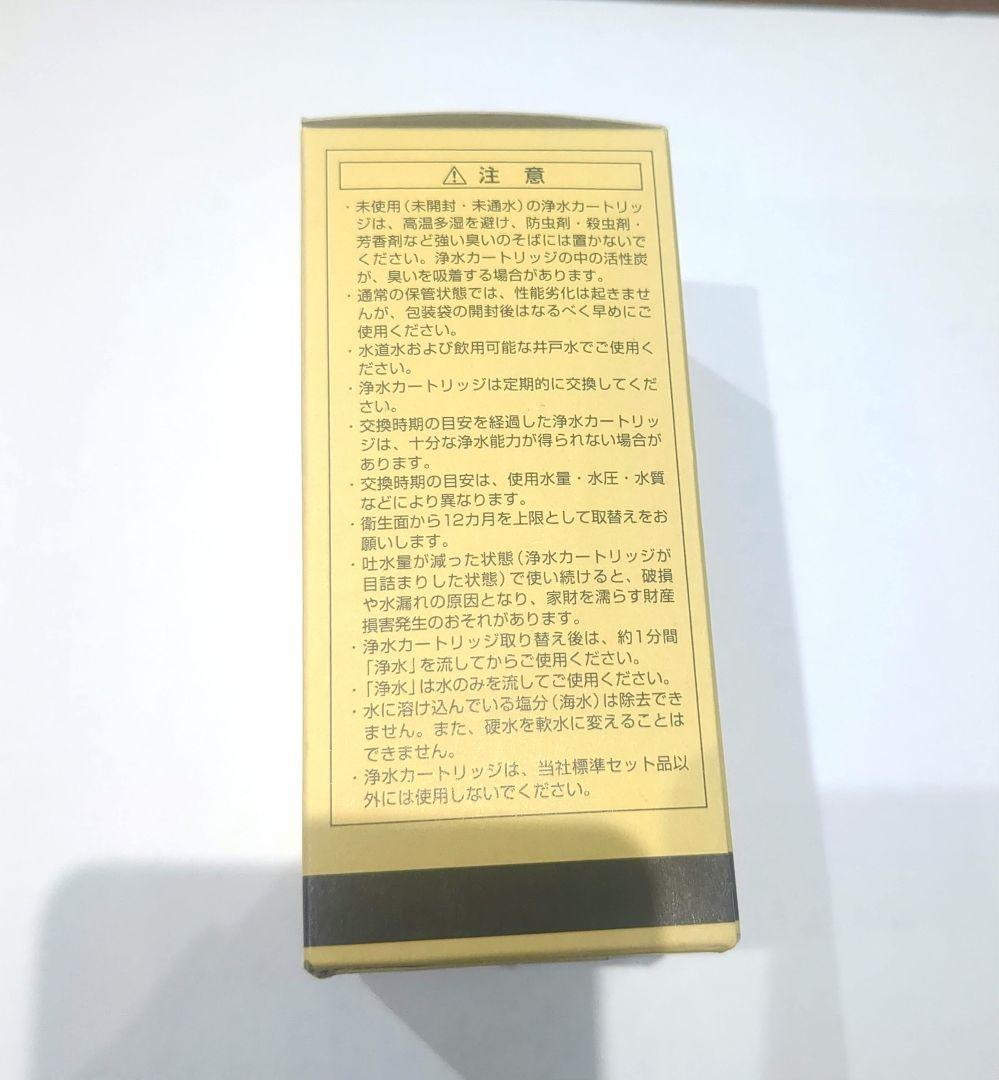 ⚠ 注 意
・未使用(未開封・未通水)の浄水カートリッ
ジは、高温多湿を避け、防虫剤・殺虫剤・
芳香剤など強い臭いのそばには置かないで
ください。浄水カートリッジの中の活性炭
が、臭いを吸着する場合があります。
・通常の保管状態では、性能劣化は起きませ
んが、包装袋の開封後はなるべく早めにご
使用ください。
・水道水および飲用可能な井戸水でご使用く
ださい。
・浄水カートリッジは定期的に交換してくだ
さい。
・交換時期の目安を経過した浄水カートリッ
ジは、十分な浄水能力が得られない場合が
あります。
・交換時期の目安は、使用水量・水圧・水質
などにより異なります。
・衛生面から12カ月を上限として取替えをお
願いします。
・吐水量が減った状態(浄水カートリッジが
目詰まりした状態)で使い続けると、破損
や水漏れの原因となり、家財を濡らす財産
損害発生のおそれがあります。
・浄水カートリッジ取り替え後は、約1分間
「浄水」を流してからご使用ください。
・「浄水」は水のみを流してご使用ください。
・水に溶け込んでいる塩分(海水)は除去でき
ません。また、硬水を軟水に変えることは
できません。
・浄水カートリッジは、当社標準セット品以
外には使用しないでください。